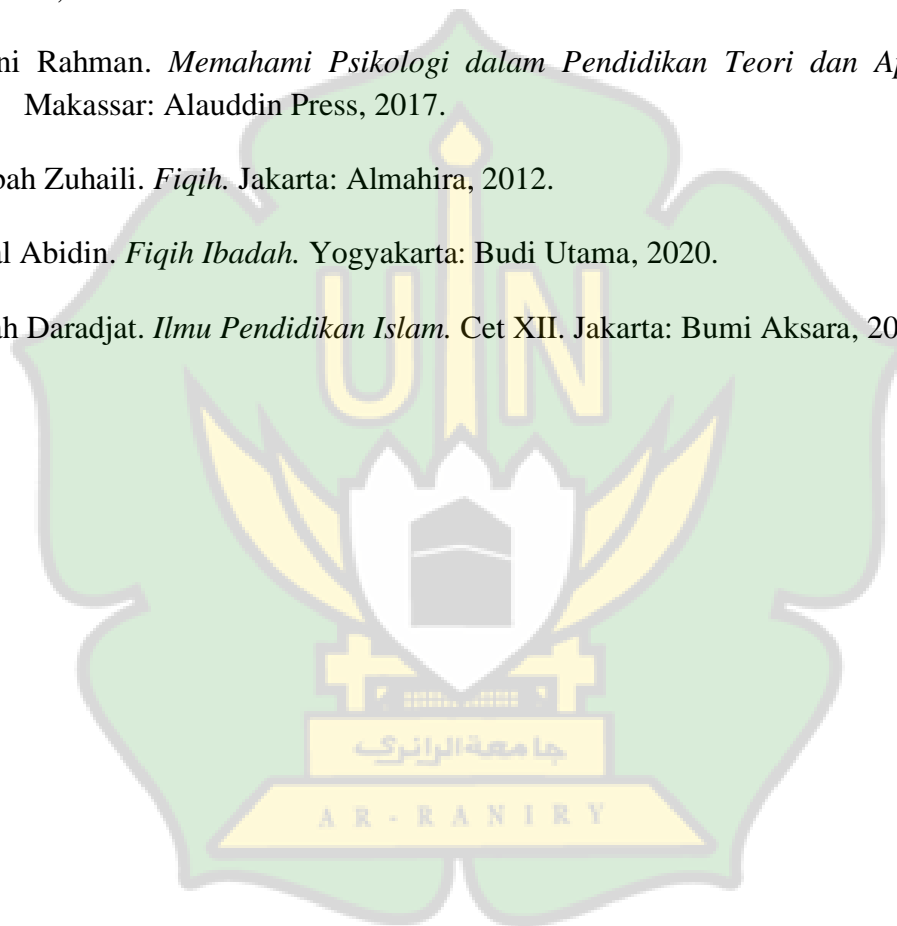 ni Rahman. Memahami Psikologi dalam Pendidikan Teori dan Ap
Makassar: Alauddin Press, 2017.
bah Zuhaili. Fiqih. Jakarta: Almahira, 2012.
al Abidin. Fiqih Ibadah. Yogyakarta: Budi Utama, 2020.
ah Daradjat. Ilmu Pendidikan Islam. Cet XII. Jakarta: Bumi Aksara, 20
UIN
جامعة الرانري
AR-RANIRY